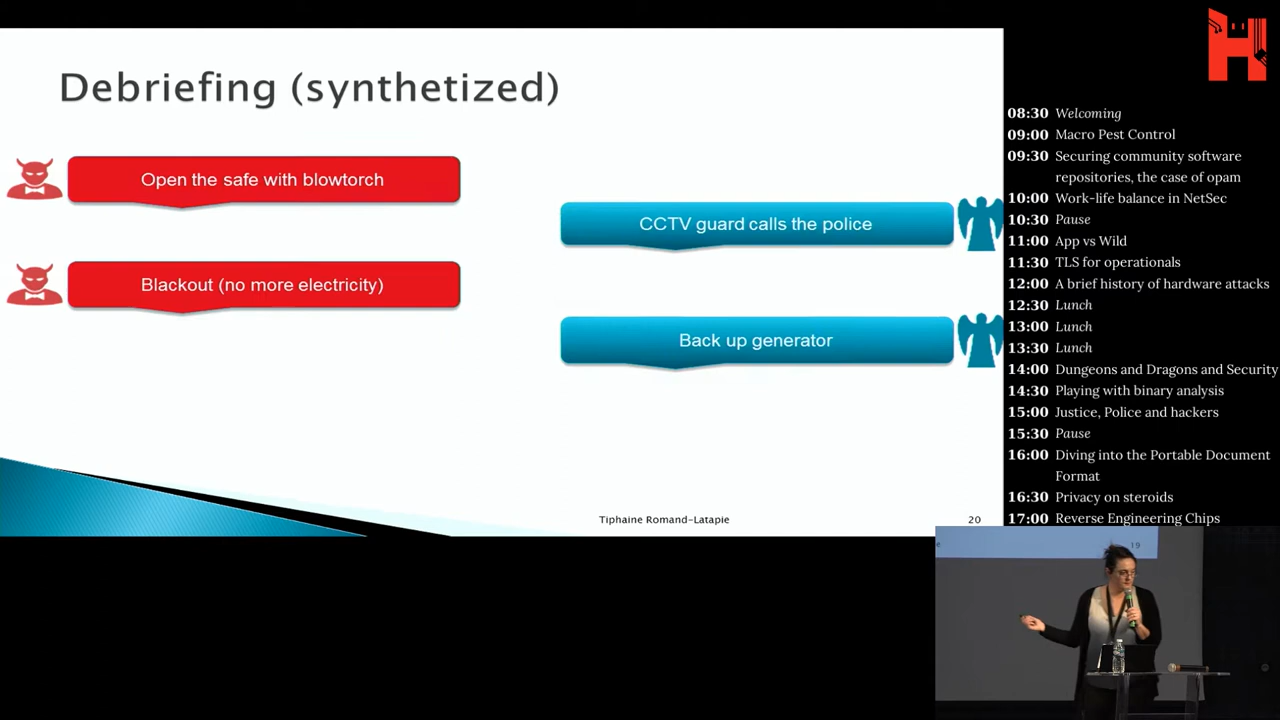 Debriefing (synthetized)
Open the safe with blowtorch
CCTV guard calls the police
Blackout (no more electricity)
Back up generator
Tiphaine Romand-Latapie
20
08:30 Welcoming
09:00 Macro Pest Control
09:30 Securing community software
repositories, the case of opam
10:00 Work-life balance in NetSec
10:30 Pause
11:00 App vs Wild
11:30 TLS for operationals
12:00 A brief history of hardware attacks
12:30 Lunch
13:00 Lunch
13:30 Lunch
14:00 Dungeons and Dragons and Security
14:30 Playing with binary analysis
15:00 Justice, Police and hackers
15:30 Pause
16:00 Diving into the Portable Document
Format
16:30 Privacy on steroids
17:00 Reverse Engineering Chips
19